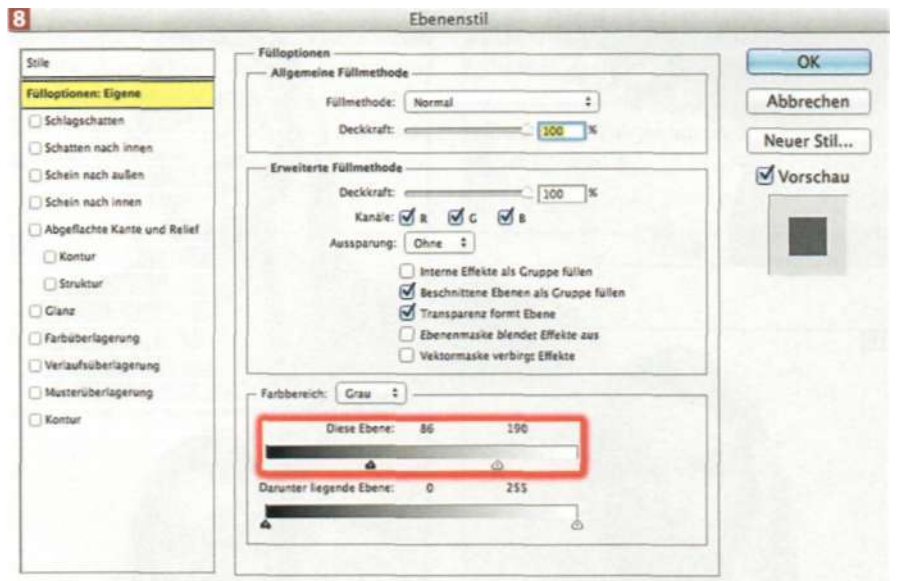 8
Ebenenstil
Stile
Fülloptionen: Eigene
Schlagschatten
Schatten nach innen
Schein nach außen
Schein nach innen
Abgeflachte Kante und Relief
Kontur
Struktur
Glanz
Farbüberlagerung
Verlaufsüberlagerung
Musterüberlagerung
Kontur
Fülloptionen
Allgemeine Füllmethode
Füllmethode: Normal
Deckkraft: 100 %
Erweiterte Füllmethode
Deckkraft: 100 %
Kanäle: R G B
Aussparung: Ohne
Interne Effekte als Gruppe füllen
Beschnittene Ebenen als Gruppe füllen
Transparenz formt Ebene
Ebenenmaske blendet Effekte aus
Vektormaske verbirgt Effekte
Farbbereich: Grau
Diese Ebene: 86 190
Darunter liegende Ebene: 0 255
OK
Abbrechen
Neuer Stil...
Vorschau